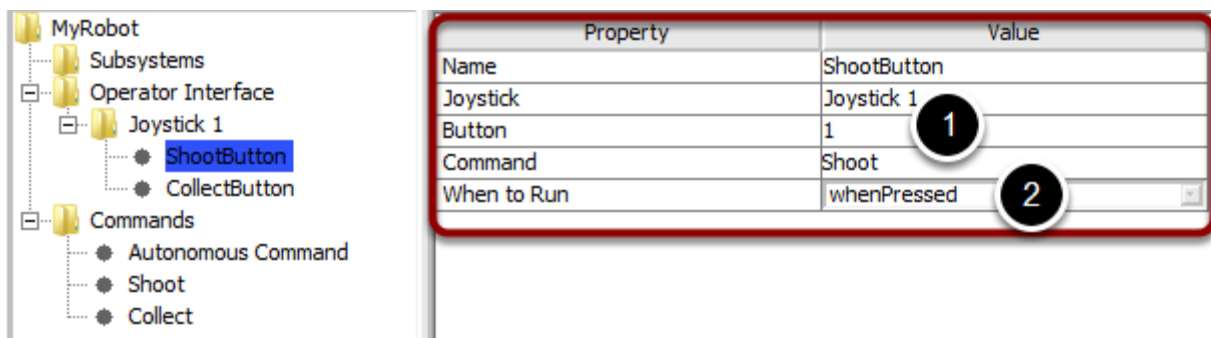 MyRobot
Subsystems
Operator Interface
Joystick 1
ShootButton
CollectButton
Commands
Autonomous Command
Shoot
Collect
Property Value
Name ShootButton
Joystick Joystick 1
Button 1
Command Shoot
When to Run whenPressed
1
2